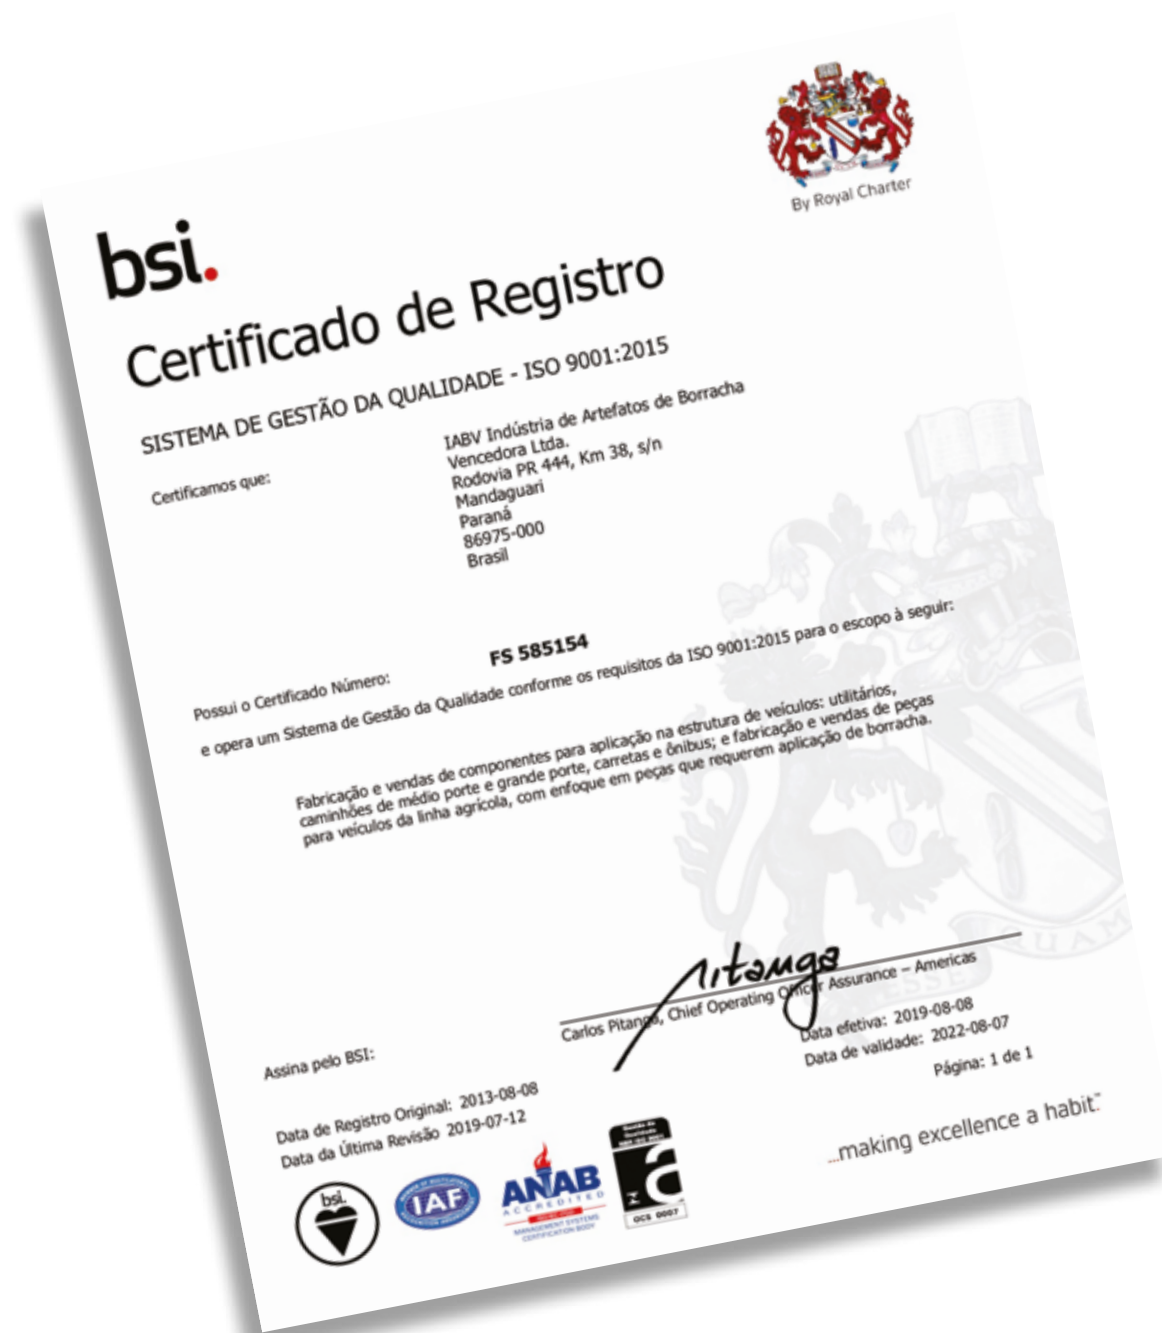 By Royal Charter
bsi.
Certificado de Registro
SISTEMA DE GESTÃO DA QUALIDADE - ISO 9001:2015
Certificamos que:
IABV Indústria de Artefatos de Borracha
Vencedora Ltda.
Rodovia PR 444, Km 38, s/n
Mandaguari
Paraná
86975-000
Brasil
Possui o Certificado Número:
FS 585154
e opera um Sistema de Gestão da Qualidade conforme os requisitos da ISO 9001:2015 para o escopo à seguir:
Fabricação e vendas de componentes para aplicação na estrutura de veículos: utilitários,
caminhões de médio porte e grande porte, carretas e ônibus; e fabricação e vendas de peças
para veículos da linha agrícola, com enfoque em peças que requerem aplicação de borracha.
QUAM
ESSE
Pitanga
Carlos Pitanga, Chief Operating Officer Assurance – Americas
Assina pelo BSI:
Data efetiva: 2019-08-08
Data de validade: 2022-08-07
Data de Registro Original: 2013-08-08
Data da Última Revisão 2019-07-12
Página: 1 de 1
...making excellence a habit.™
bsi.
IAF
ANAB
ACCREDITED
MANAGEMENT SYSTEMS
CERTIFICATION BODY
OCS 0007